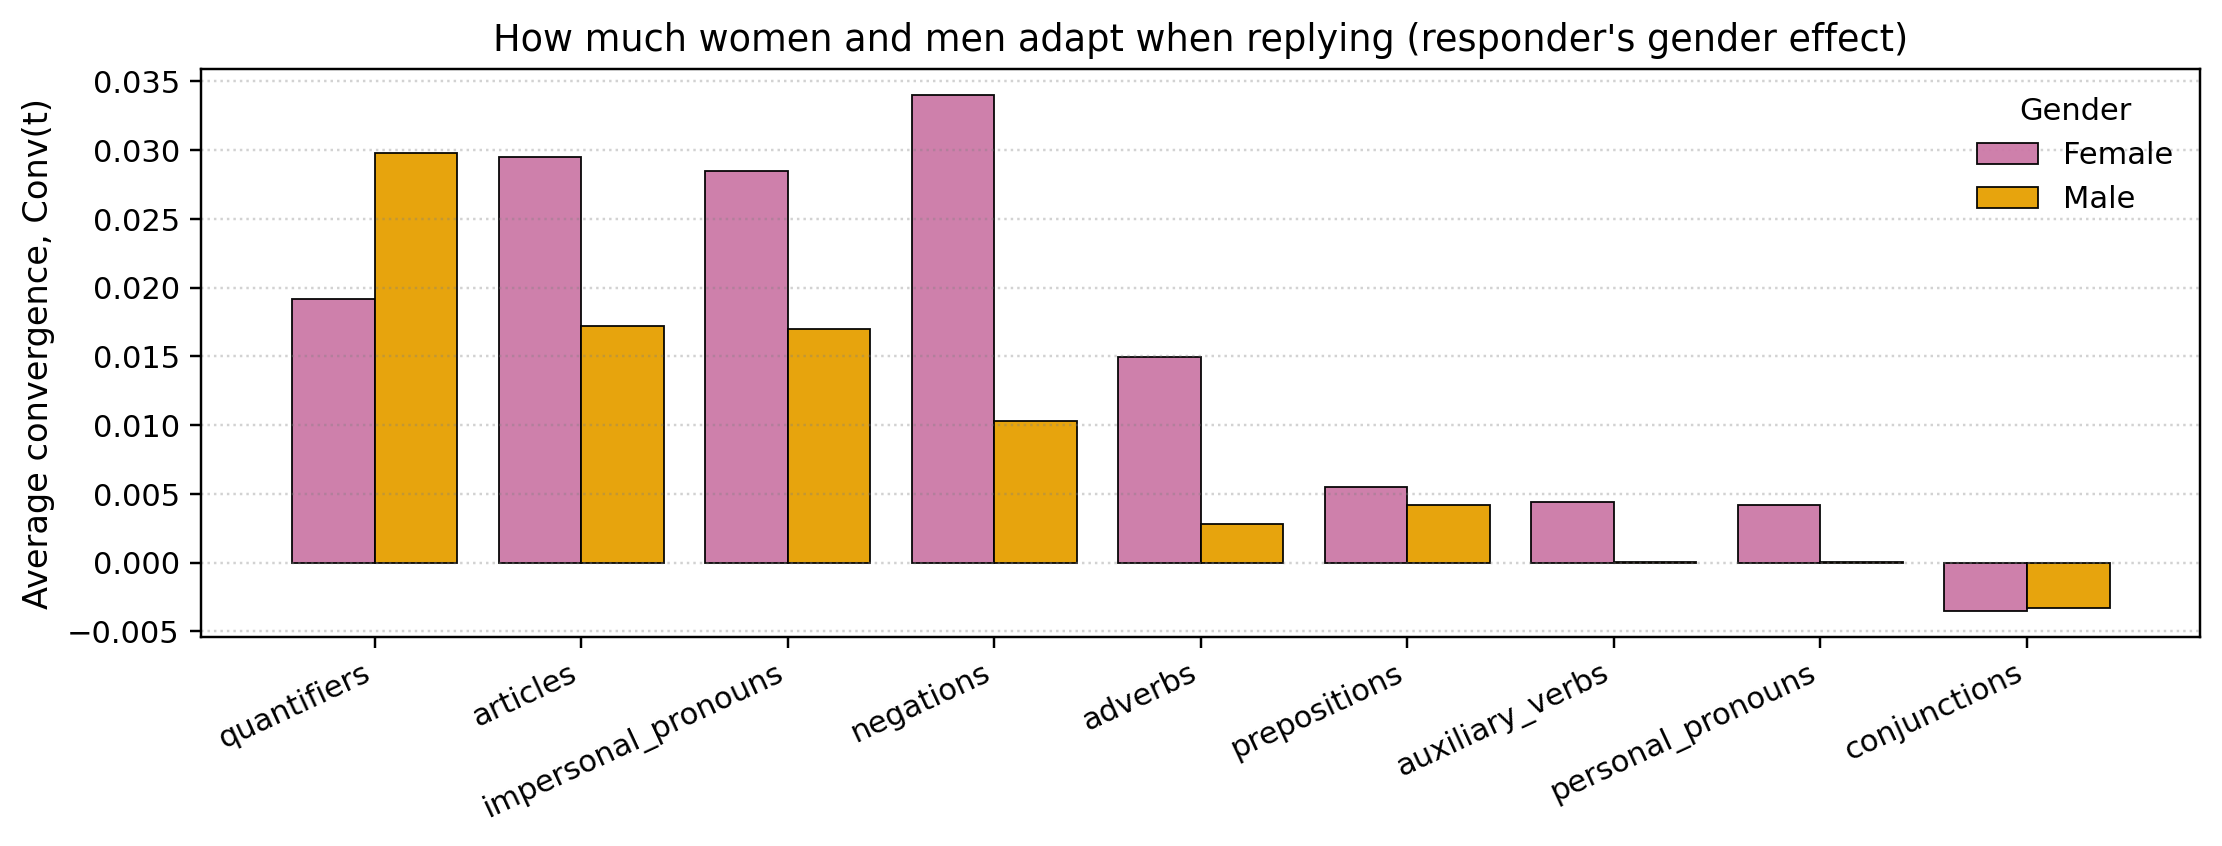 How much women and men adapt when replying (responder's gender effect)
Average convergence, Conv(t)
0.035
0.030
0.025
0.020
0.015
0.010
0.005
0.000
−0.005
Gender
Female
Male
quantifiers
articles
impersonal_pronouns
negations
adverbs
prepositions
auxiliary_verbs
personal_pronouns
conjunctions